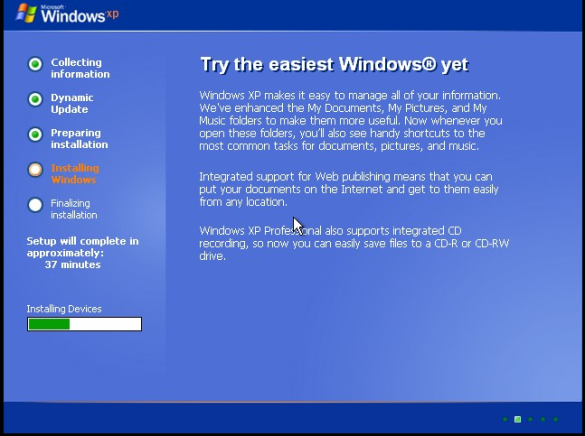 Microsoft
Windows xp
Collecting
information
Dynamic
Update
Preparing
installation
Installing
Windows
Finalizing
installation
Setup will complete in
approximately:
37 minutes
Installing Devices
Try the easiest Windows® yet
Windows XP makes it easy to manage all of your information.
We've enhanced the My Documents, My Pictures, and My
Music folders to make them more useful. Now whenever you
open these folders, you'll also see handy shortcuts to the
most common tasks for documents, pictures, and music.
Integrated support for Web publishing means that you can
put your documents on the Internet and get to them easily
from any location.
Windows XP Professional also supports integrated CD
recording, so now you can easily save files to a CD-R or CD-RW
drive.